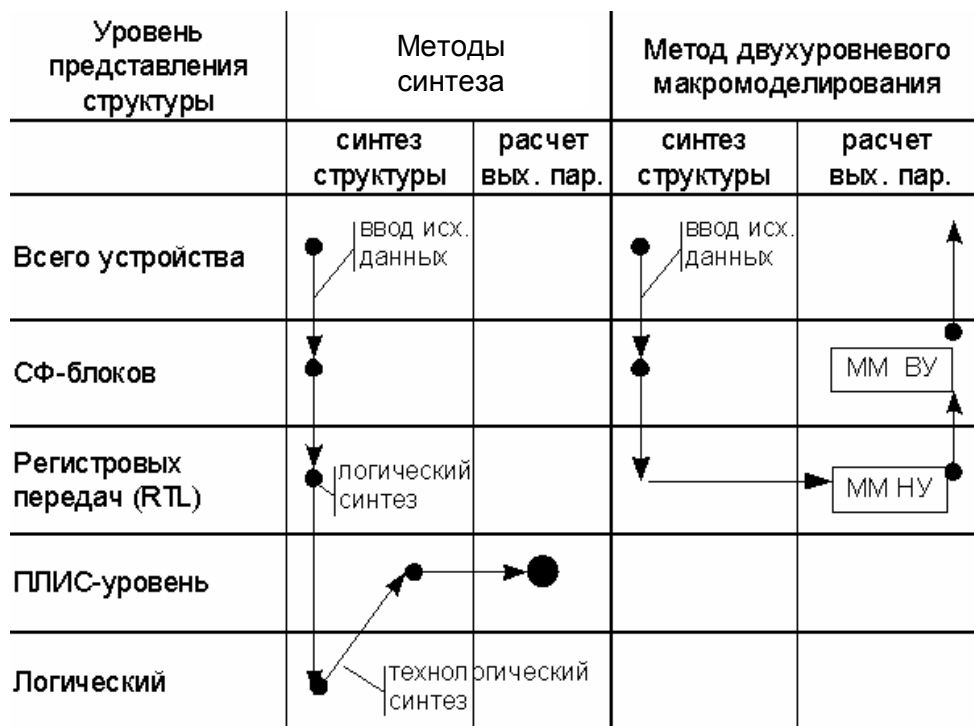 Уровень
представления
структуры
Методы
синтеза
Метод двухуровневого
макромоделирования
синтез
структуры
расчет
вых. пар.
синтез
структуры
расчет
вых. пар.
Всего устройства
ввод исх.
данных
ввод исх.
данных
СФ-блоков
ММ ВУ
Регистровых
передач (RTL)
логический
синтез
ММ НУ
ПЛИС-уровень
Логический
технологический
синтез